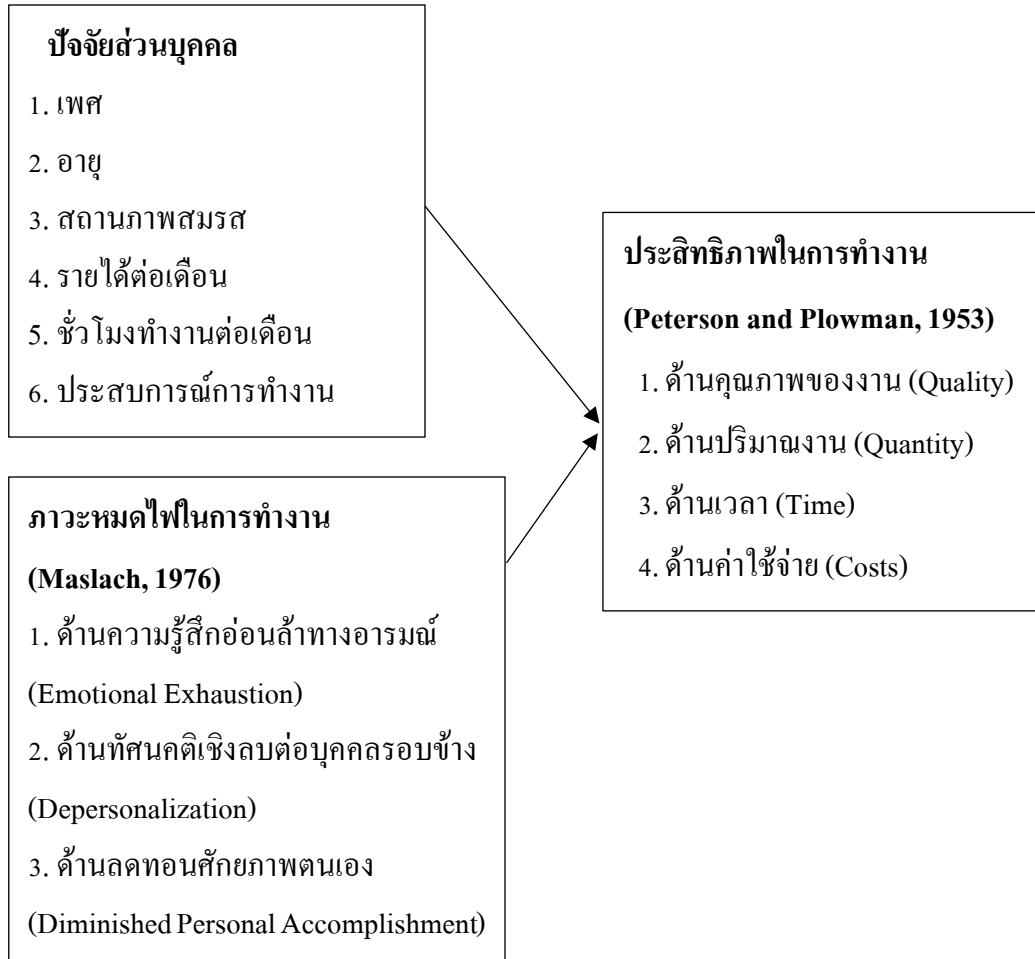 ปัจจัยส่วนบุคคล
1. เพศ
2. อายุ
3. สถานภาพสมรส
4. รายได้ต่อเดือน
5. ชั่วโมงทำงานต่อเดือน
6. ประสบการณ์การทำงาน
ภาวะหมดไฟในการทำงาน
(Maslach, 1976)
1. ด้านความรู้สึกอ่อนล้าทางอารมณ์
(Emotional Exhaustion)
2. ด้านทัศนคติเชิงลบต่อบุคคลรอบข้าง
(Depersonalization)
3. ด้านลดทอนศักยภาพตนเอง
(Diminished Personal Accomplishment)
ประสิทธิภาพในการทำงาน
(Peterson and Plowman, 1953)
1. ด้านคุณภาพของงาน (Quality)
2. ด้านปริมาณงาน (Quantity)
3. ด้านเวลา (Time)
4. ด้านค่าใช้จ่าย (Costs)